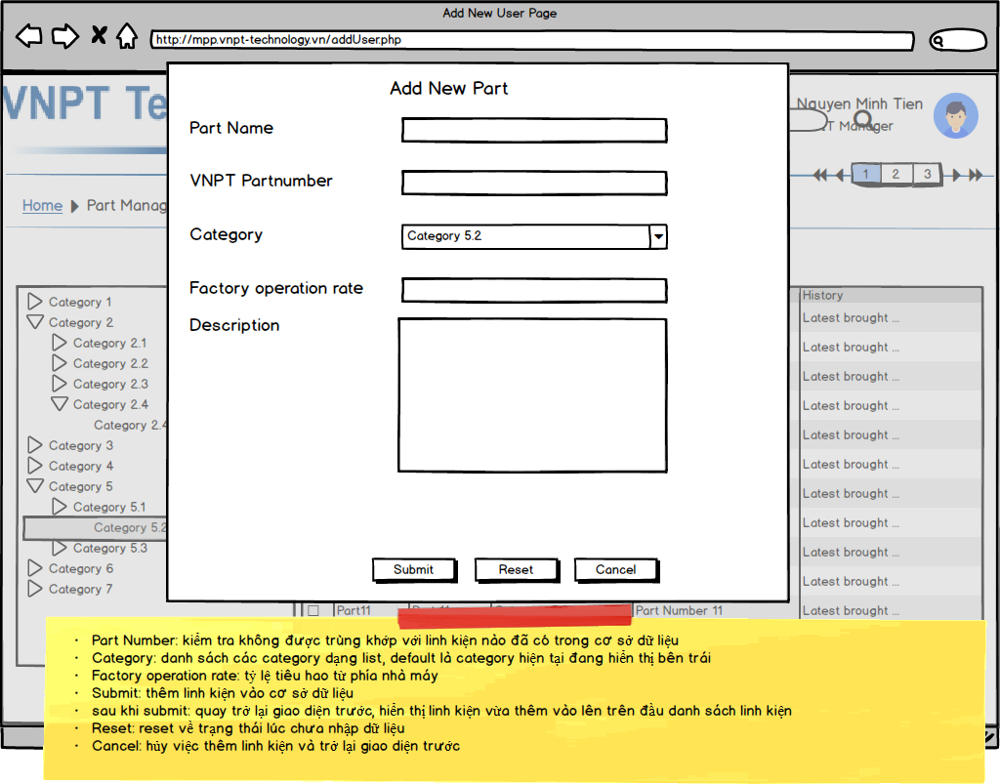 Add New User Page
http://mpp.vnpt-technology.vn/addUser.php
VNPT Te
Nguyen Minh Tien
Manager
1 2 3
Home Part Manag
Add New Part
Part Name
VNPT Partnumber
Category
Category 5.2
Factory operation rate
Description
Submit Reset Cancel
Category 1
Category 2
Category 2.1
Category 2.2
Category 2.3
Category 2.4
Category 2.4
Category 3
Category 4
Category 5
Category 5.1
Category 5.2
Category 5.3
Category 6
Category 7
History
Latest brought ...
Latest brought ...
Latest brought ...
Latest brought ...
Latest brought ...
Latest brought ...
Latest brought ...
Latest brought ...
Latest brought ...
Latest brought ...
Latest brought ...
Part11 Part Number 11
· Part Number: kiểm tra không được trùng khớp với linh kiện nào đã có trong cơ sở dữ liệu
· Category: danh sách các category dạng list, default là category hiện tại đang hiển thị bên trái
· Factory operation rate: tỷ lệ tiêu hao từ phía nhà máy
· Submit: thêm linh kiện vào cơ sở dữ liệu
· sau khi submit: quay trở lại giao diện trước, hiển thị linh kiện vừa thêm vào lên trên đầu danh sách linh kiện
· Reset: reset về trạng thái lúc chưa nhập dữ liệu
· Cancel: hủy việc thêm linh kiện và trở lại giao diện trước